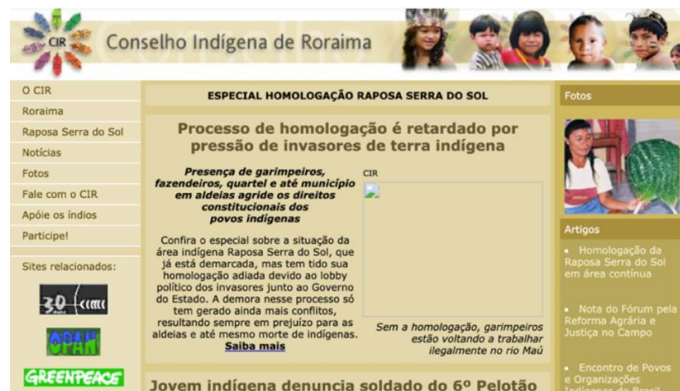 CIR
Conselho Indígena de Roraima
O CIR
Roraima
Raposa Serra do Sol
Notícias
Fotos
Fale com o CIR
Apóie os índios
Participe!
Sites relacionados:
30
cimi
OPAN
GREENPEACE
ESPECIAL HOMOLOGAÇÃO RAPOSA SERRA DO SOL
Processo de homologação é retardado por
pressão de invasores de terra indígena
Presença de garimpeiros,
fazendeiros, quartel e até município
em aldeias agride os direitos
constitucionais dos
povos indígenas
Confira o especial sobre a situação da
área indígena Raposa Serra do Sol, que
já está demarcada, mas tem tido sua
homologação adiada devido ao lobby
político dos invasores junto ao Governo
do Estado. A demora nesse processo só
tem gerado ainda mais conflitos,
resultando sempre em prejuízo para as
aldeias e até mesmo morte de indígenas.
Saiba mais
CIR
Sem a homologação, garimpeiros
estão voltando a trabalhar
ilegalmente no rio Maú
Jovem indígena denuncia soldado do 6º Pelotão
Fotos
Artigos
• Homologação da
Raposa Serra do Sol
em área contínua
• Nota do Fórum pela
Reforma Agrária e
Justiça no Campo
• Encontro de Povos
e Organizações
Indígenas do Brasil